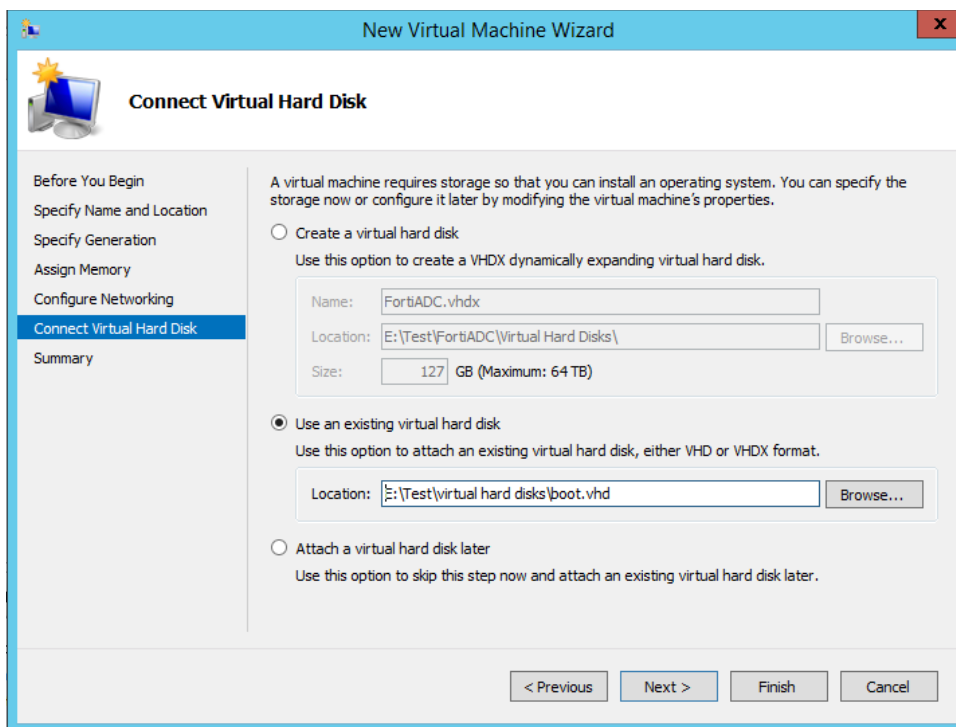 New Virtual Machine Wizard
x
Connect Virtual Hard Disk
Before You Begin
Specify Name and Location
Specify Generation
Assign Memory
Configure Networking
Connect Virtual Hard Disk
Summary
A virtual machine requires storage so that you can install an operating system. You can specify the
storage now or configure it later by modifying the virtual machine's properties.
Create a virtual hard disk
Use this option to create a VHDX dynamically expanding virtual hard disk.
Name: FortiADC.vhdx
Location: E:\Test\FortiADC\Virtual Hard Disks\ Browse...
Size: 127 GB (Maximum: 64 TB)
Use an existing virtual hard disk
Use this option to attach an existing virtual hard disk, either VHD or VHDX format.
Location: E:\Test\virtual hard disks\boot.vhd Browse...
Attach a virtual hard disk later
Use this option to skip this step now and attach an existing virtual hard disk later.
< Previous Next > Finish Cancel